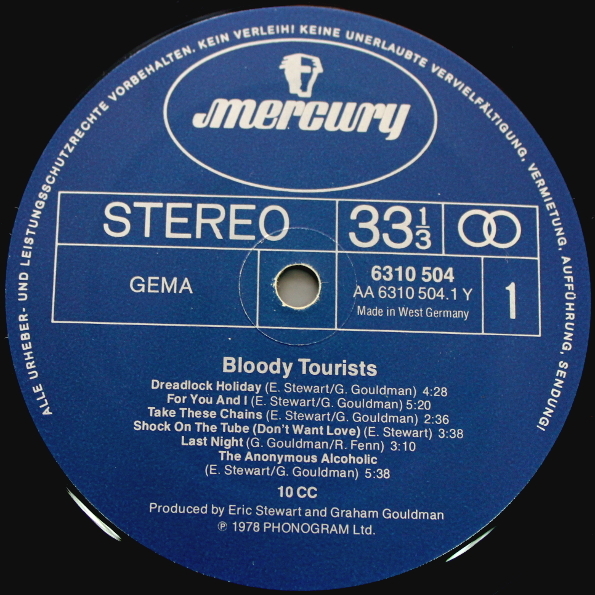 ALLE URHEBER- UND LEISTUNGSSCHUTZRECHTE VORBEHALTEN. KEIN VERLEIH! KEINE UNERLAUBTE VERVIELFÄLTIGUNG, VERMIETUNG, AUFFÜHRUNG, SENDUNG!
mercury
STEREO
33 1/3
GEMA
6310 504
AA 6310 504.1 Y
Made in West Germany
1
Bloody Tourists
Dreadlock Holiday (E. Stewart/G. Gouldman) 4:28
For You And I (E. Stewart/G. Gouldman) 5:20
Take These Chains (E. Stewart/G. Gouldman) 2:36
Shock On The Tube (Don't Want Love) (E. Stewart) 3:38
Last Night (G. Gouldman/R. Fenn) 3:10
The Anonymous Alcoholic
(E. Stewart/G. Gouldman) 5:38
10 CC
Produced by Eric Stewart and Graham Gouldman
℗ 1978 PHONOGRAM Ltd.